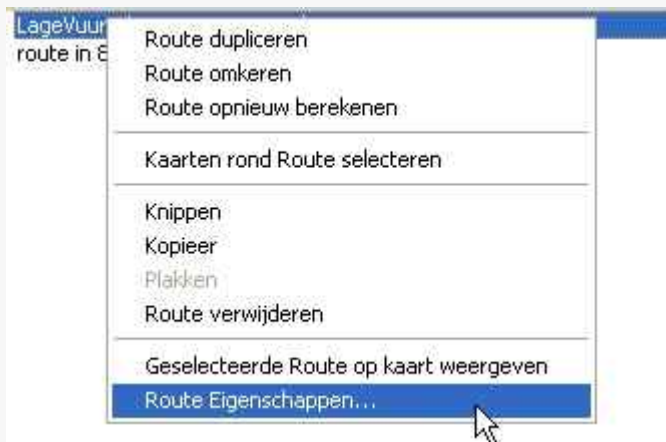 LageVuur
route in
Route dupliceren
Route omkeren
Route opnieuw berekenen
Kaarten rond Route selecteren
Knippen
Kopieer
Plakken
Route verwijderen
Geselecteerde Route op kaart weergeven
Route Eigenschappen...